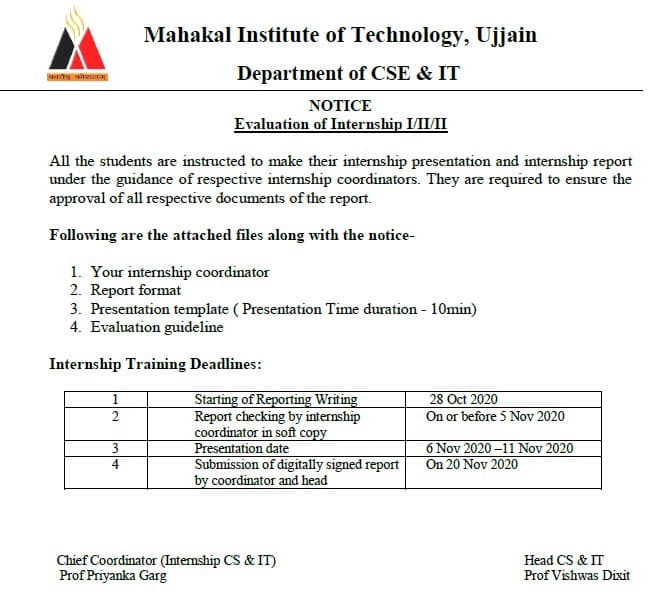 Mahakal Institute of Technology, Ujjain
Department of CSE & IT
NOTICE
Evaluation of Internship I/II/II
All the students are instructed to make their internship presentation and internship report
under the guidance of respective internship coordinators. They are required to ensure the
approval of all respective documents of the report.
Following are the attached files along with the notice-
1. Your internship coordinator
2. Report format
3. Presentation template ( Presentation Time duration - 10min)
4. Evaluation guideline
Internship Training Deadlines:
1 Starting of Reporting Writing 28 Oct 2020
2 Report checking by internship On or before 5 Nov 2020
coordinator in soft copy
3 Presentation date 6 Nov 2020 –11 Nov 2020
4 Submission of digitally signed report On 20 Nov 2020
by coordinator and head
Chief Coordinator (Internship CS & IT) Head CS & IT
Prof Priyanka Garg Prof Vishwas Dixit